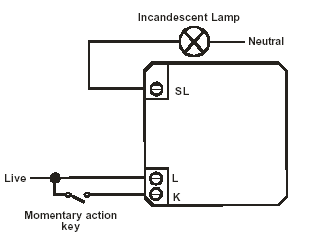 Incandescent Lamp
Neutral
SL
Live
L
K
Momentary action
key